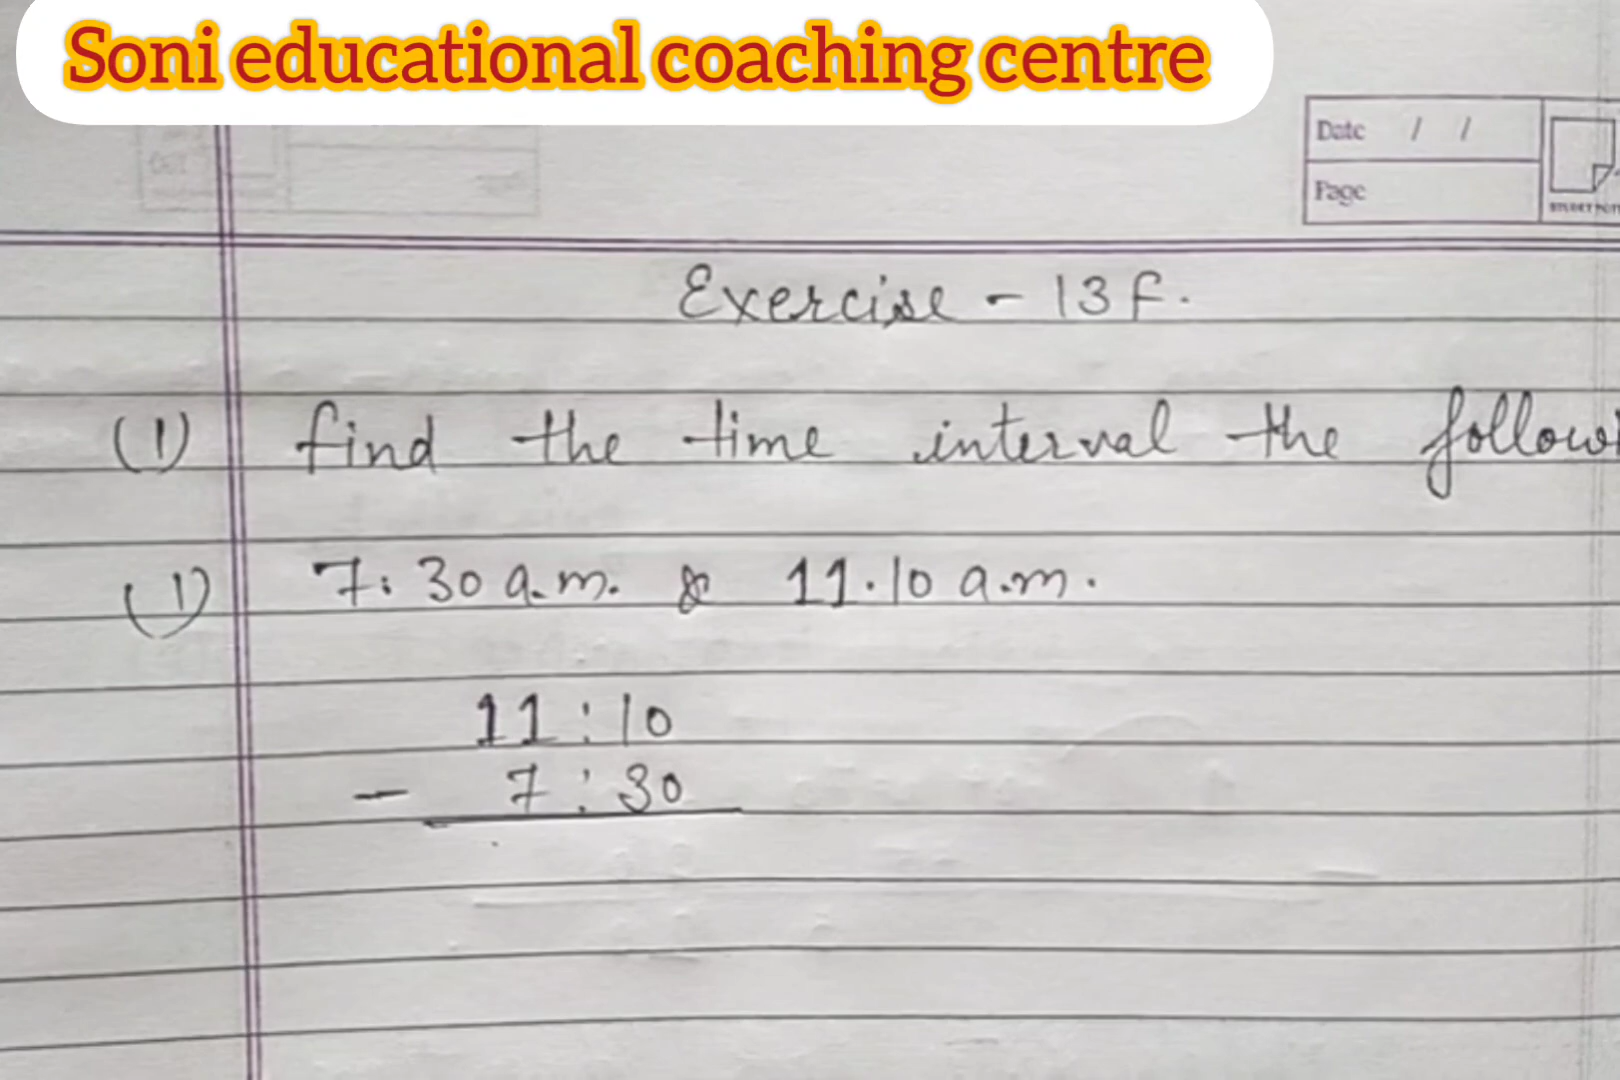 Soni educational coaching centre
Date / /
Page
Exercise - 13 F.
(1) find the time interval the
(1) 7: 30 a.m. & 11.10 a.m.
11 : 10
- 7 : 30